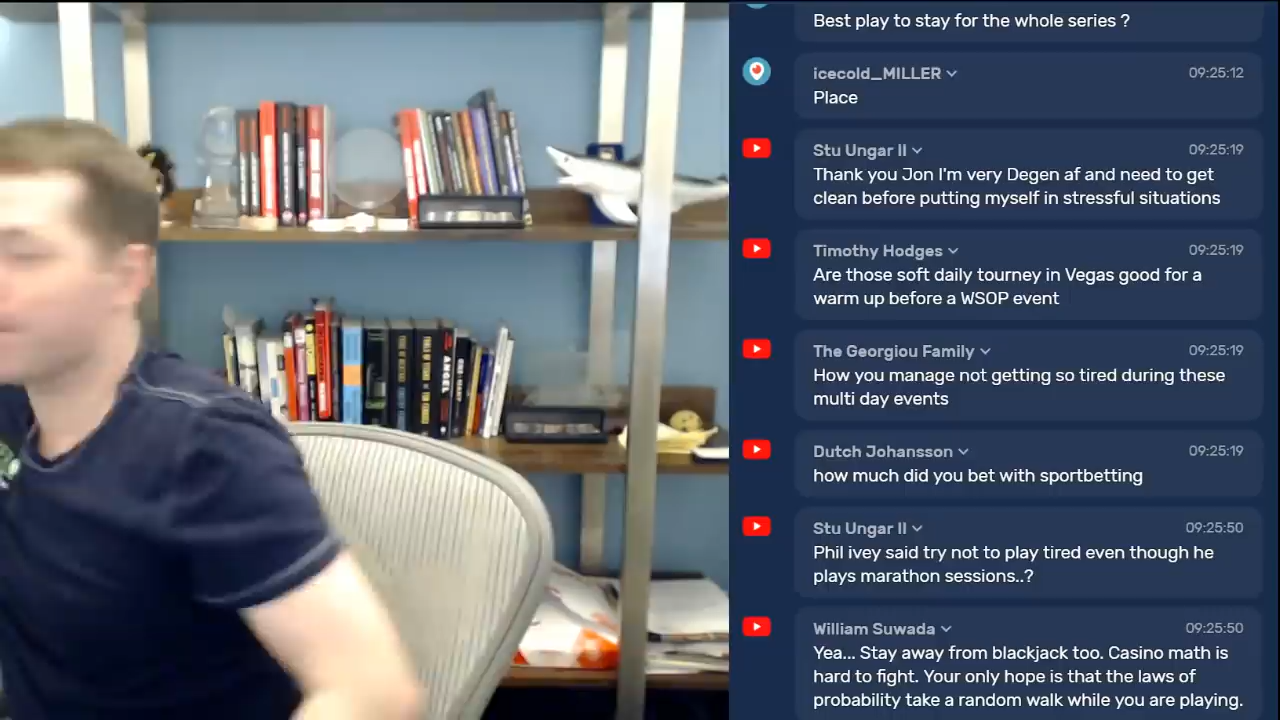 Best play to stay for the whole series ?
icecold_MILLER
09:25:12
Place
Stu Ungar II
09:25:19
Thank you Jon I'm very Degen af and need to get
clean before putting myself in stressful situations
Timothy Hodges
09:25:19
Are those soft daily tourney in Vegas good for a
warm up before a WSOP event
The Georgiou Family
09:25:19
How you manage not getting so tired during these
multi day events
Dutch Johansson
09:25:19
how much did you bet with sportbetting
Stu Ungar II
09:25:50
Phil ivey said try not to play tired even though he
plays marathon sessions..?
William Suwada
09:25:50
Yea... Stay away from blackjack too. Casino math is
hard to fight. Your only hope is that the laws of
probability take a random walk while you are playing.
ANGEL